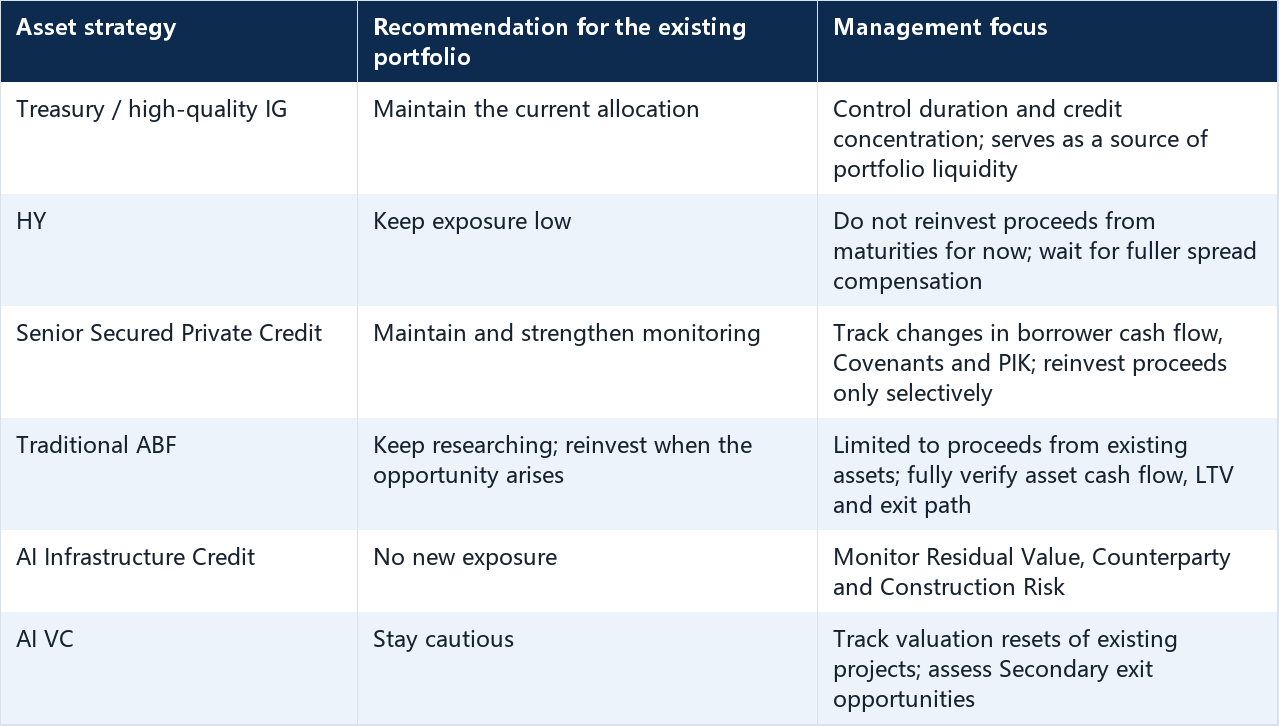 Asset strategy
Recommendation for the existing
portfolio
Management focus
Treasury / high-quality IG
Maintain the current allocation
Control duration and credit
concentration; serves as a source of
portfolio liquidity
HY
Keep exposure low
Do not reinvest proceeds from
maturities for now; wait for fuller spread
compensation
Senior Secured Private Credit
Maintain and strengthen monitoring
Track changes in borrower cash flow,
Covenants and PIK; reinvest proceeds
only selectively
Traditional ABF
Keep researching; reinvest when the
opportunity arises
Limited to proceeds from existing
assets; fully verify asset cash flow, LTV
and exit path
AI Infrastructure Credit
No new exposure
Monitor Residual Value, Counterparty
and Construction Risk
AI VC
Stay cautious
Track valuation resets of existing
projects; assess Secondary exit
opportunities